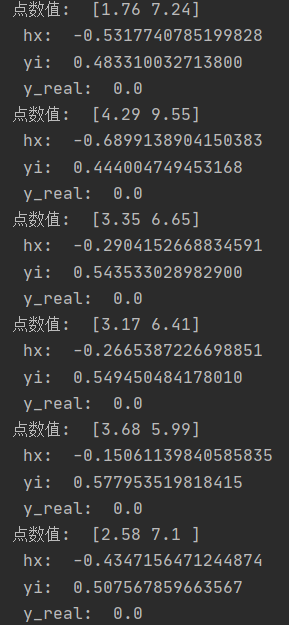 点数值:  [1.76 7.24]
hx:  -0.5317740785199828
yi:  0.483310032713800
y_real:  0.0
点数值:  [4.29 9.55]
hx:  -0.6899138904150383
yi:  0.444004749453168
y_real:  0.0
点数值:  [3.35 6.65]
hx:  -0.2904152668834591
yi:  0.543533028982900
y_real:  0.0
点数值:  [3.17 6.41]
hx:  -0.2665387226698851
yi:  0.549450484178010
y_real:  0.0
点数值:  [3.68 5.99]
hx:  -0.15061139840585835
yi:  0.577953519818415
y_real:  0.0
点数值:  [2.58 7.1 ]
hx:  -0.4347156471244874
yi:  0.507567859663567
y_real:  0.0